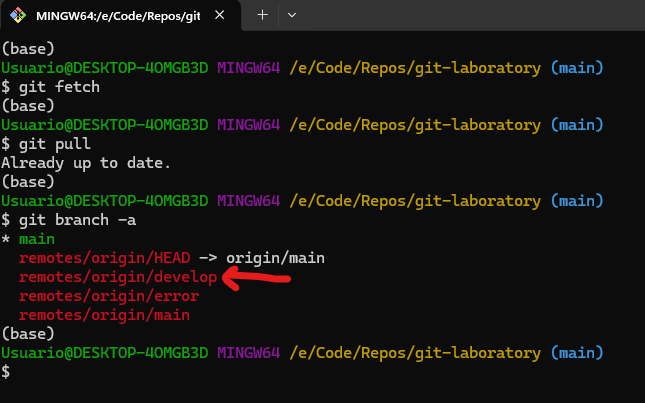 MINGW64:/e/Code/Repos/git
(base)
Usuario@DESKTOP-4OMGB3D MINGW64 /e/Code/Repos/git-laboratory (main)
$ git fetch
(base)
Usuario@DESKTOP-4OMGB3D MINGW64 /e/Code/Repos/git-laboratory (main)
$ git pull
Already up to date.
(base)
Usuario@DESKTOP-4OMGB3D MINGW64 /e/Code/Repos/git-laboratory (main)
$ git branch -a
* main
  remotes/origin/HEAD -> origin/main
  remotes/origin/develop
  remotes/origin/error
  remotes/origin/main
(base)
Usuario@DESKTOP-4OMGB3D MINGW64 /e/Code/Repos/git-laboratory (main)
$